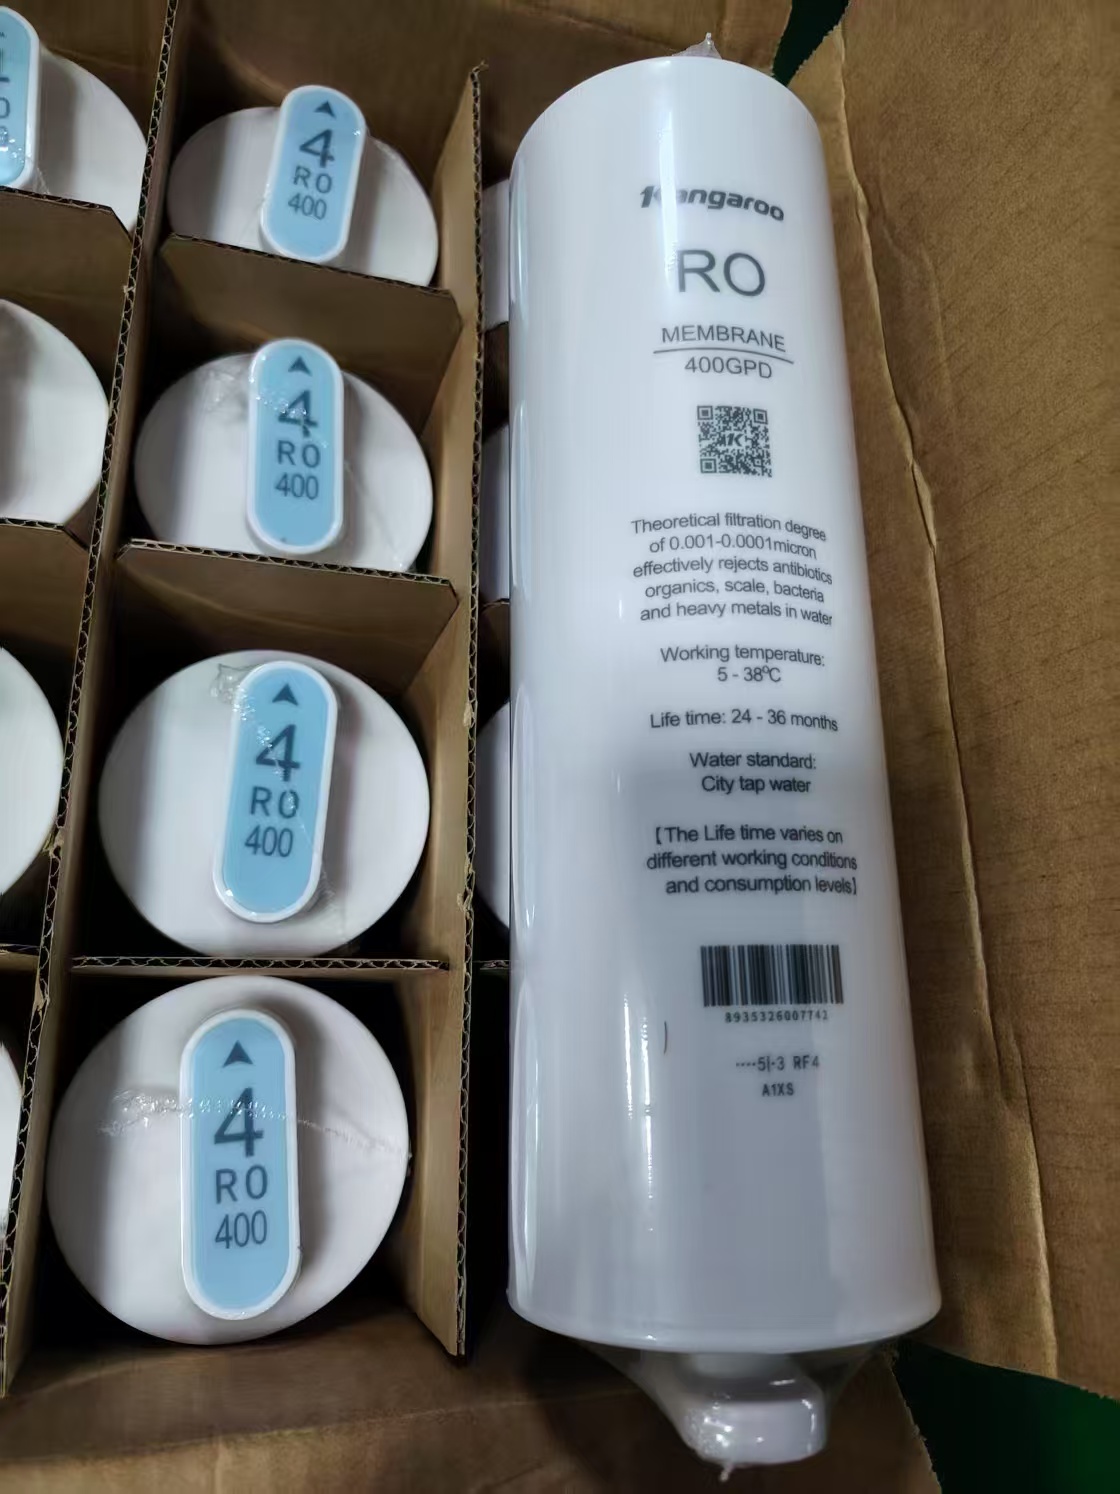 4
RO
400
4
RO
400
4
RO
400
4
RO
400
Kangaroo
RO
MEMBRANE
400GPD
Theoretical filtration degree
of 0.001-0.0001micron
effectively rejects antibiotics
organics, scale, bacteria
and heavy metals in water
Working temperature:
5 - 38ºC
Life time: 24 - 36 months
Water standard:
City tap water
【The Life time varies on
different working conditions
and consumption levels】
8935326007742
RF4
A1XS